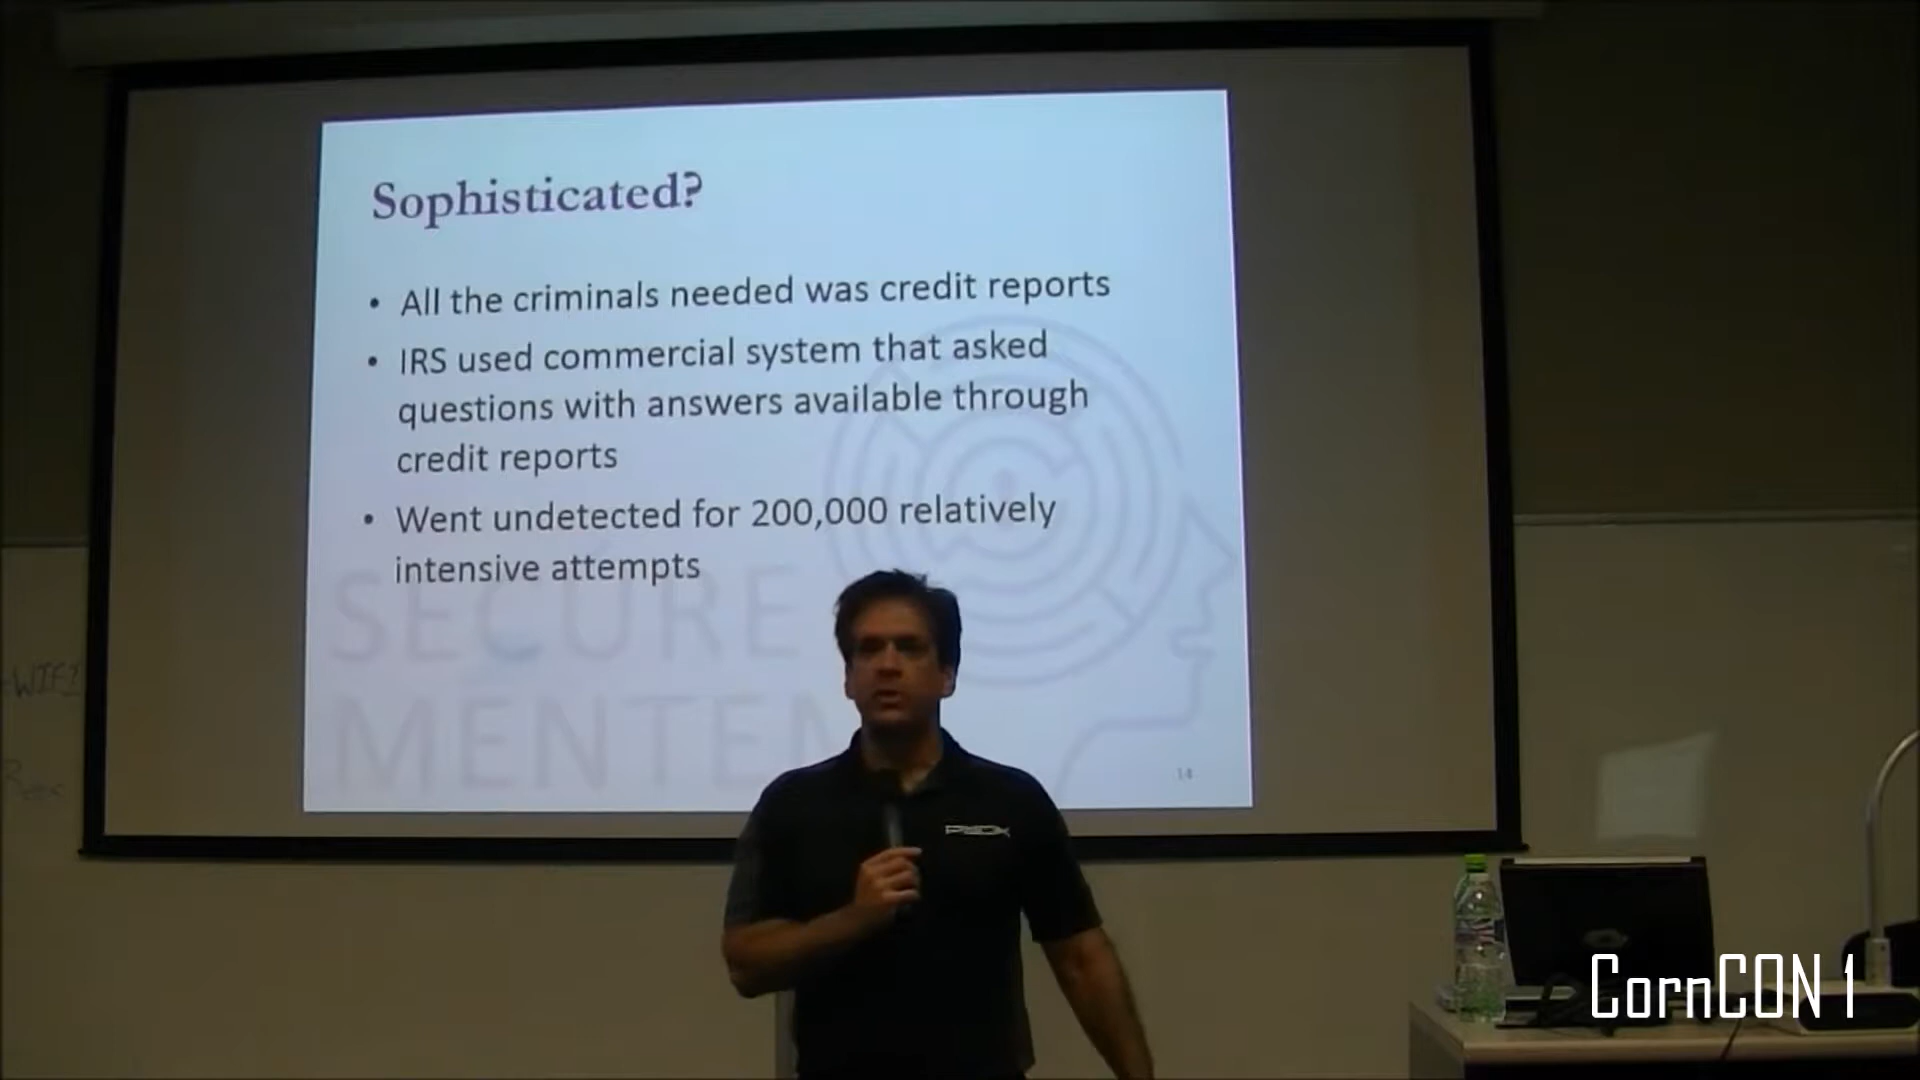 Sophisticated?
• All the criminals needed was credit reports
• IRS used commercial system that asked
questions with answers available through
credit reports
• Went undetected for 200,000 relatively
intensive attempts
SECURE
MENTEM
14
CornCON 1